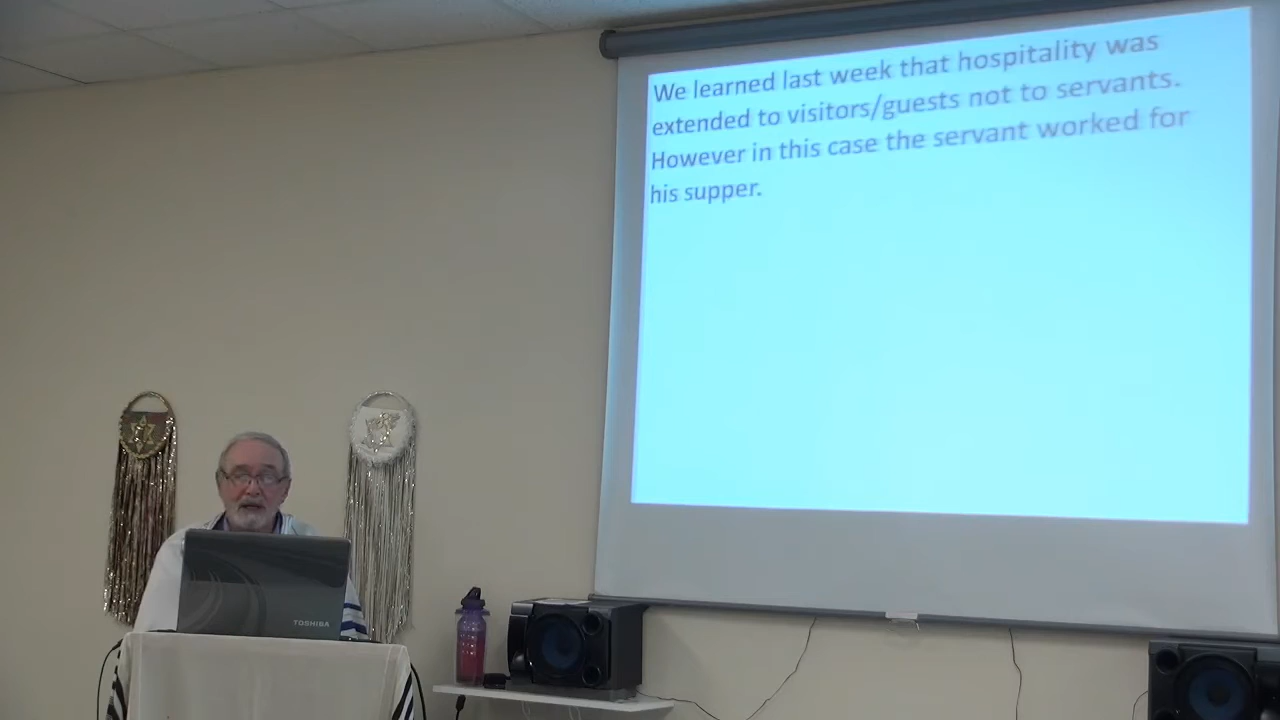 We learned last week that hospitality was
extended to visitors/guests not to servants.
However in this case the servant worked for
his supper.
TOSHIBA